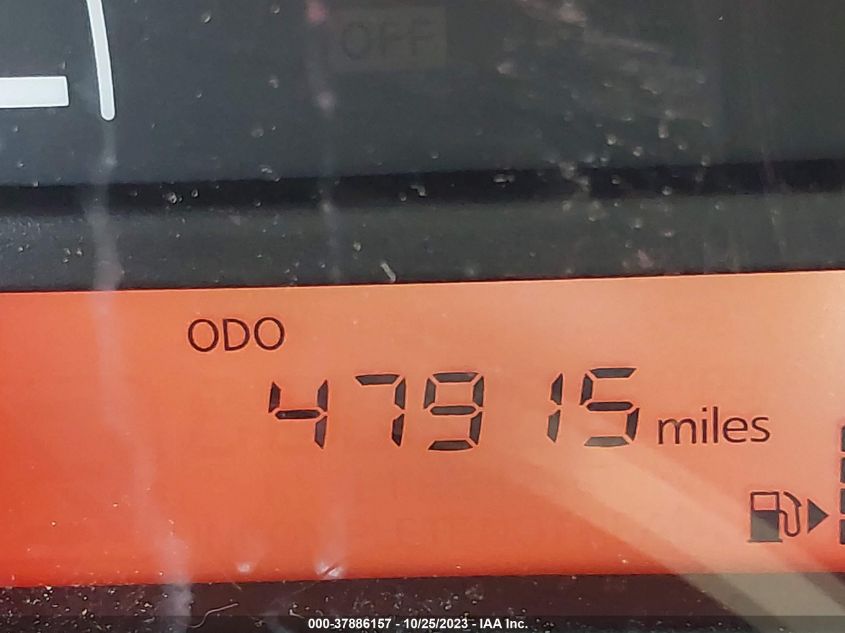 OFF
ODO
47915 miles
000-37886157 - 10/25/2023 - IAA Inc.